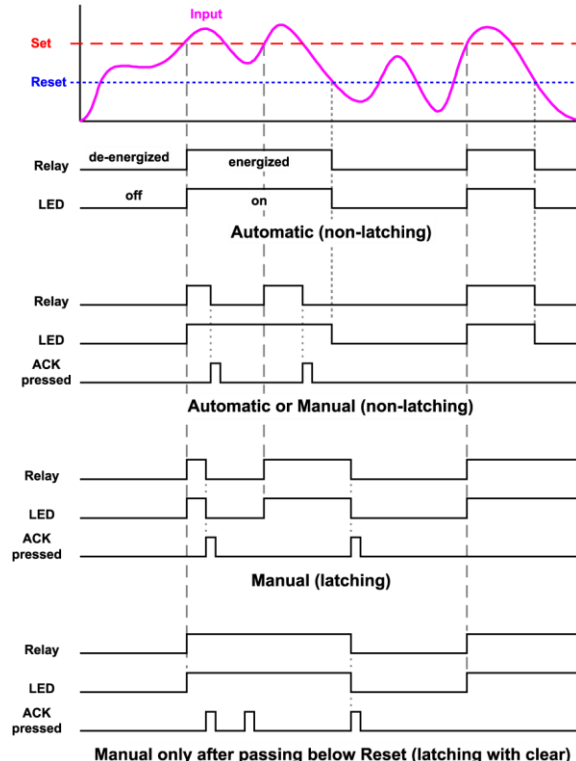 Input
Set
Reset
de-energized
energized
Relay
off
on
LED
Automatic (non-latching)
Relay
LED
ACK
pressed
Automatic or Manual (non-latching)
Relay
LED
ACK
pressed
Manual (latching)
Relay
LED
ACK
pressed
Manual only after passing below Reset (latching with clear)